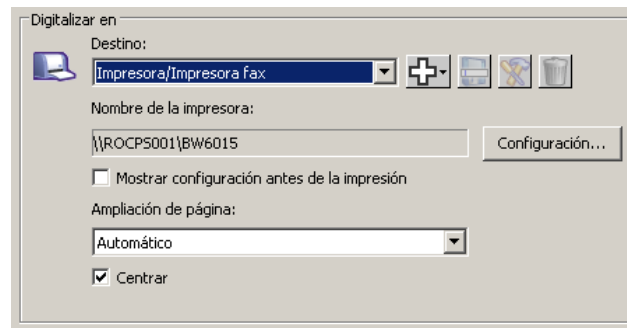 Digitalizar en
Destino:
Impresora/Impresora fax
Nombre de la impresora:
\\ROCPS001\BW6015
Configuración...
Mostrar configuración antes de la impresión
Ampliación de página:
Automático
Centrar